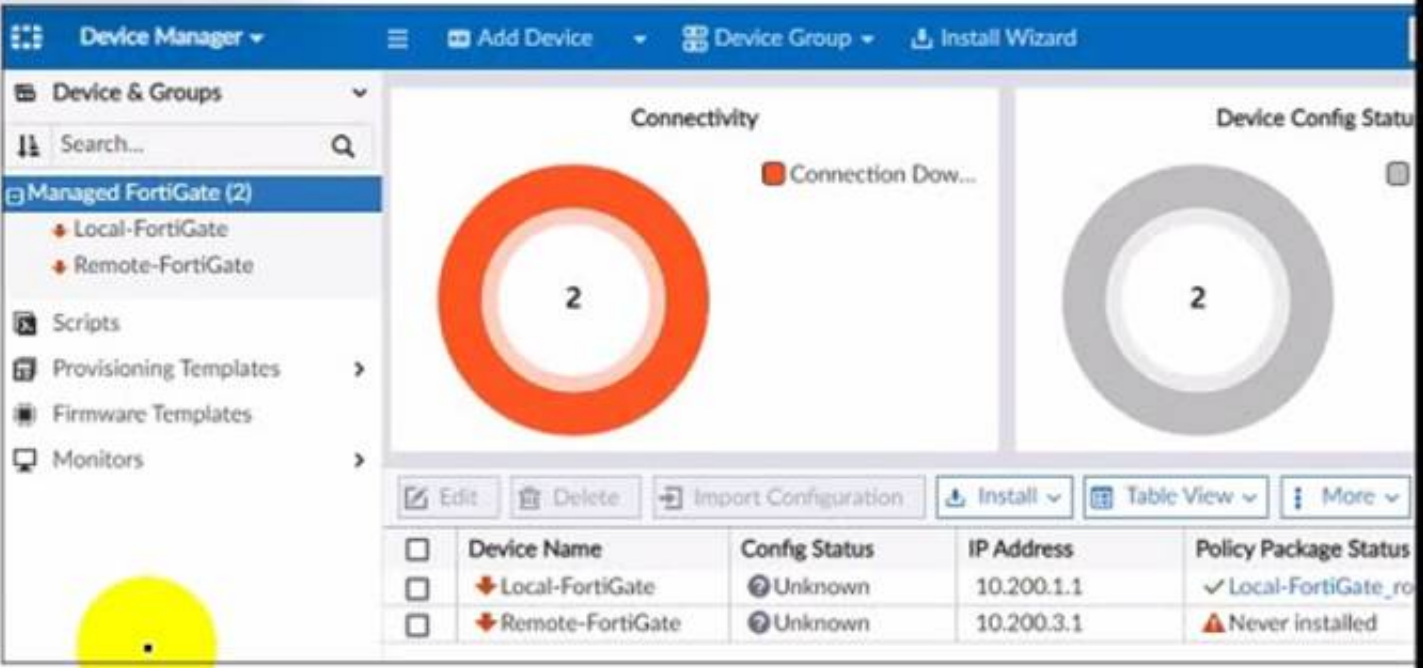 Device Manager
Add Device
Device Group
Install Wizard
Device & Groups
Search...
Managed FortiGate (2)
Local-FortiGate
Remote-FortiGate
Scripts
Provisioning Templates
Firmware Templates
Monitors
Connectivity
Connection Dow...
2
Device Config Statu
2
Edit Delete Import Configuration Install Table View More
Device Name Config Status IP Address Policy Package Status
Local-FortiGate Unknown 10.200.1.1 Local-FortiGate_ro
Remote-FortiGate Unknown 10.200.3.1 Never installed